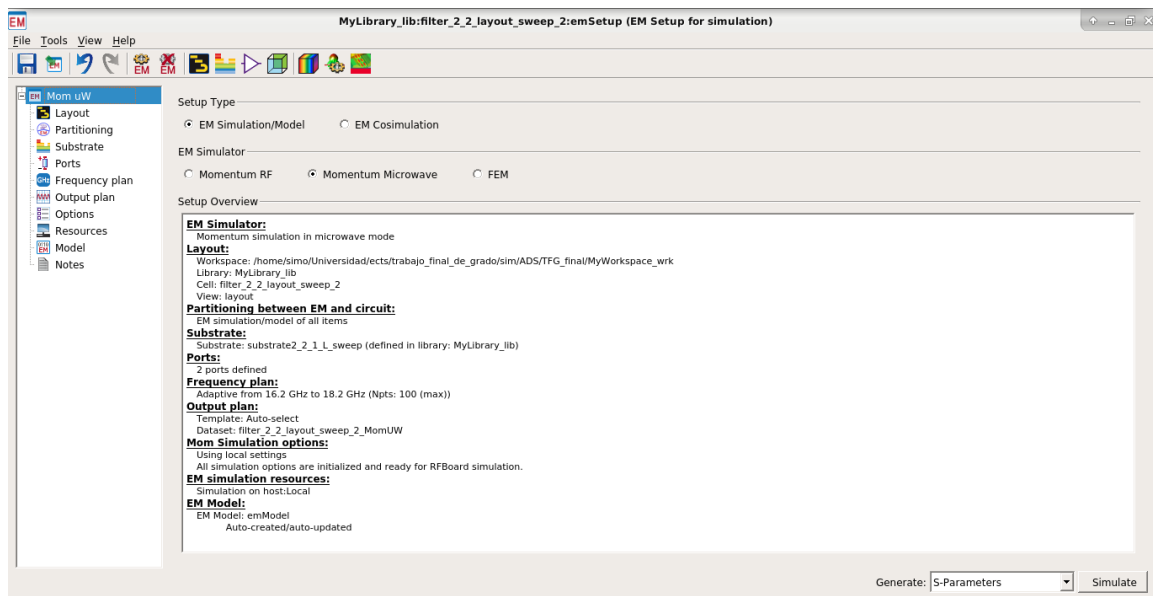 EM
MyLibrary_lib:filter_2_2_layout_sweep_2:emSetup (EM Setup for simulation)
File Tools View Help
EM
EM
EM
Mom uW
Layout
Partitioning
Substrate
Ports
Frequency plan
Output plan
Options
Resources
Model
Notes
Setup Type
EM Simulation/Model EM Cosimulation
EM Simulator
Momentum RF Momentum Microwave FEM
Setup Overview
EM Simulator:
Momentum simulation in microwave mode
Layout:
Workspace: /home/simo/Universidad/ects/trabajo_final_de_grado/sim/ADS/TFG_final/MyWorkspace_wrk
Library: MyLibrary_lib
Cell: filter_2_2_layout_sweep_2
View: layout
Partitioning between EM and circuit:
EM simulation/model of all items
Substrate:
Substrate: substrate2_2_1_L_sweep (defined in library: MyLibrary_lib)
Ports:
2 ports defined
Frequency plan:
Adaptive from 16.2 GHz to 18.2 GHz (Npts: 100 (max))
Output plan:
Template: Auto-select
Dataset: filter_2_2_layout_sweep_2_MomUW
Mom Simulation options:
Using local settings
All simulation options are initialized and ready for RFBoard simulation.
EM simulation resources:
Simulation on host:Local
EM Model:
EM Model: emModel
Auto-created/auto-updated
Generate: S-Parameters Simulate